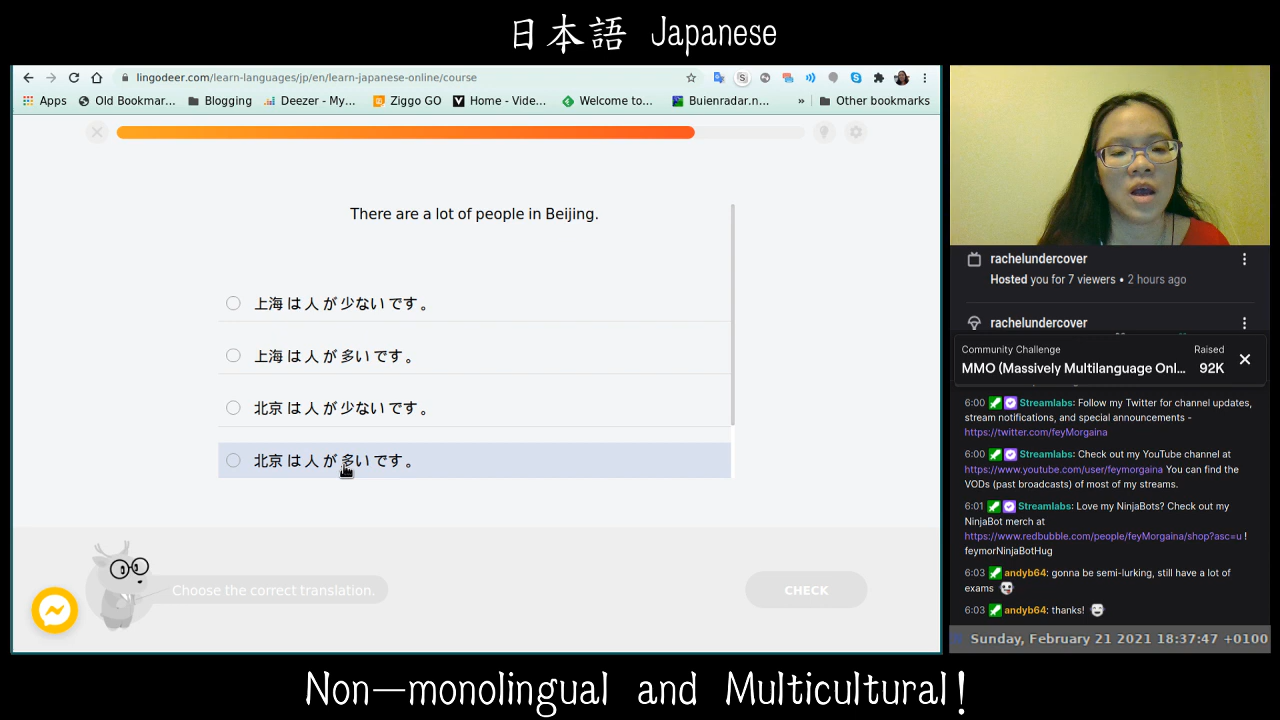 日本語 Japanese
lingodeer.com/learn-languages/jp/en/learn-japanese-online/course
Apps Old Bookmar... Blogging Deezer - My... Ziggo GO Home - Vide... Welcome to... Buienradar.n... » Other bookmarks
There are a lot of people in Beijing.
上海 は 人 が 少ない です 。
上海 は 人 が 多い です 。
北京 は 人 が 少ない です 。
北京 は 人 が 多い です 。
Choose the correct translation.
CHECK
rachelundercover
Hosted you for 7 viewers • 2 hours ago
rachelundercover
Community Challenge Raised
MMO (Massively Multilanguage Onl... 92K
6:00 Streamlabs: Follow my Twitter for channel updates,
stream notifications, and special announcements -
https://twitter.com/feyMorgaina
6:00 Streamlabs: Check out my YouTube channel at
https://www.youtube.com/user/feymorgaina You can find the
VODs (past broadcasts) of most of my streams.
6:01 Streamlabs: Love my NinjaBots? Check out my
NinjaBot merch at
https://www.redbubble.com/people/feyMorgaina/shop?asc=u !
feymorNinjaBotHug
6:03 andyb64: gonna be semi-lurking, still have a lot of
exams
6:03 andyb64: thanks!
Sunday, February 21 2021 18:37:47 +0100
Non-monolingual and Multicultural!